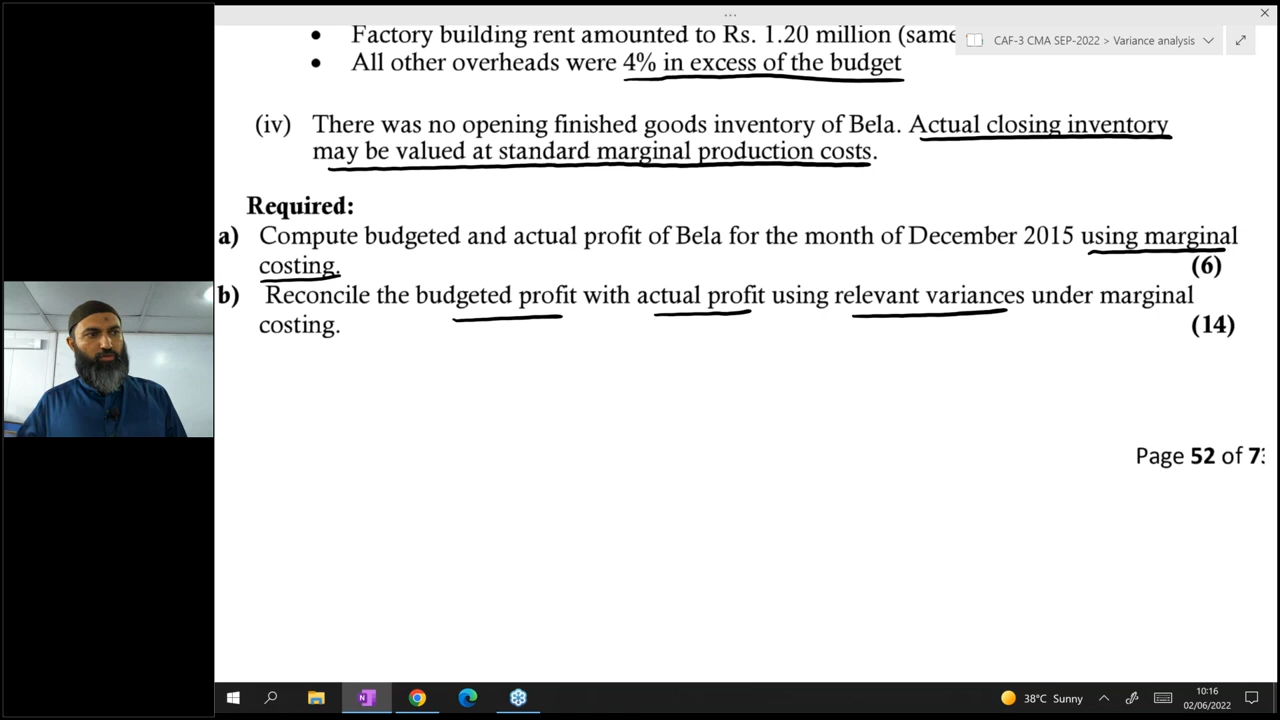 ...
• Factory building rent amounted to Rs. 1.20 million (same
CAF-3 CMA SEP-2022 > Variance analysis
• All other overheads were 4% in excess of the budget
(iv) There was no opening finished goods inventory of Bela. Actual closing inventory
may be valued at standard marginal production costs.
Required:
a) Compute budgeted and actual profit of Bela for the month of December 2015 using marginal
costing. (6)
b) Reconcile the budgeted profit with actual profit using relevant variances under marginal
costing. (14)
Page 52 of 73
38°C Sunny
10:16
02/06/2022